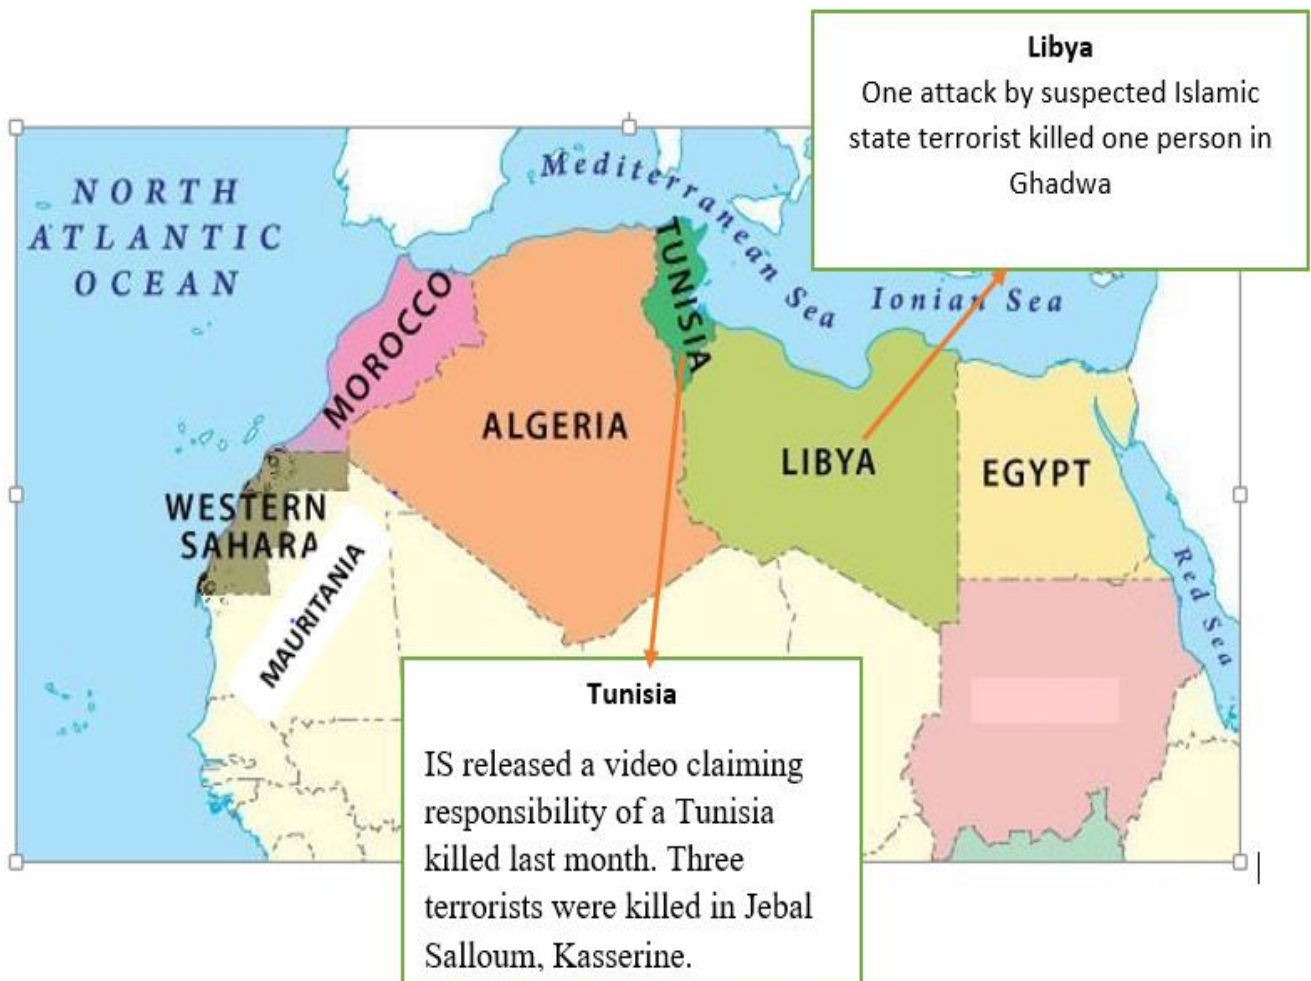 Libya
One attack by suspected Islamic
state terrorist killed one person in
Ghadwa
NORTH
ATLANTIC
OCEAN
Mediterranean Sea
Ionian Sea
TUNISIA
MOROCCO
ALGERIA
LIBYA
EGYPT
WESTERN
SAHARA
MAURITANIA
Red Sea
Tunisia
IS released a video claiming
responsibility of a Tunisia
killed last month. Three
terrorists were killed in Jebal
Salloum, Kasserine.